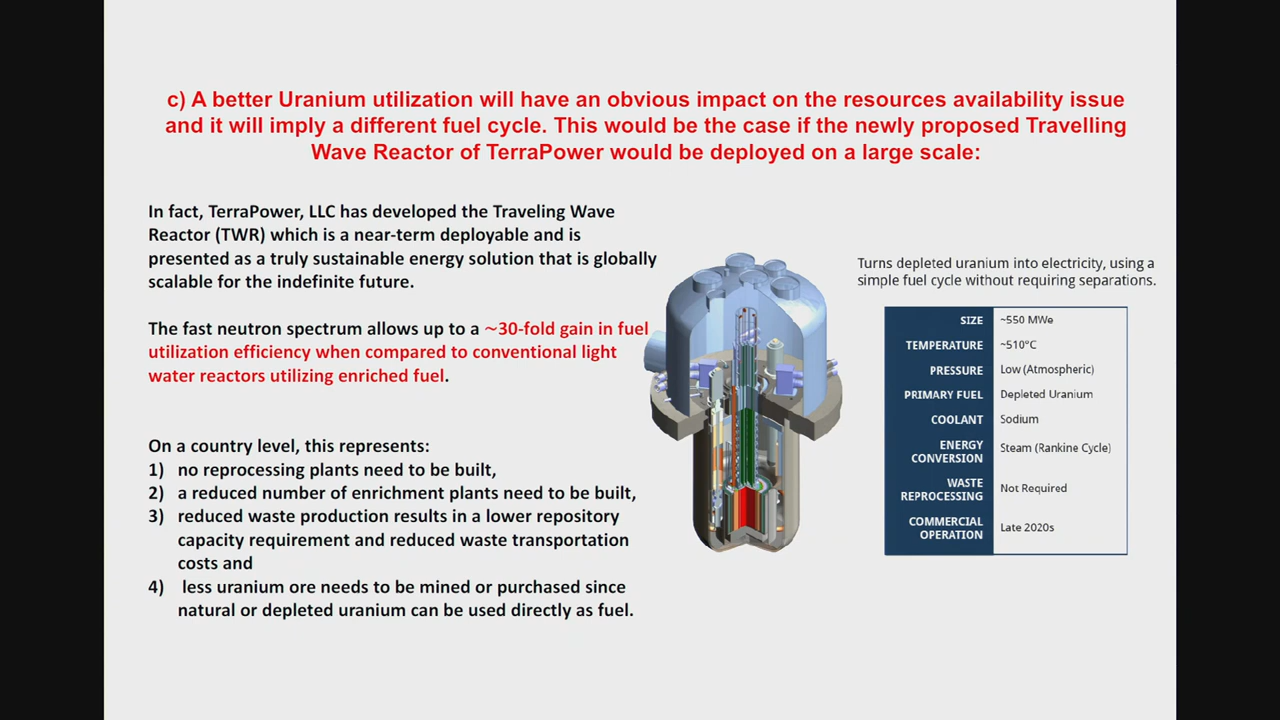 c) A better Uranium utilization will have an obvious impact on the resources availability issue
and it will imply a different fuel cycle. This would be the case if the newly proposed Travelling
Wave Reactor of TerraPower would be deployed on a large scale:
In fact, TerraPower, LLC has developed the Traveling Wave
Reactor (TWR) which is a near-term deployable and is
presented as a truly sustainable energy solution that is globally
scalable for the indefinite future.
The fast neutron spectrum allows up to a ~30-fold gain in fuel
utilization efficiency when compared to conventional light
water reactors utilizing enriched fuel.
On a country level, this represents:
1) no reprocessing plants need to be built,
2) a reduced number of enrichment plants need to be built,
3) reduced waste production results in a lower repository
capacity requirement and reduced waste transportation
costs and
4) less uranium ore needs to be mined or purchased since
natural or depleted uranium can be used directly as fuel.
Turns depleted uranium into electricity, using a
simple fuel cycle without requiring separations.
SIZE ~550 MWe
TEMPERATURE ~510°C
PRESSURE Low (Atmospheric)
PRIMARY FUEL Depleted Uranium
COOLANT Sodium
ENERGY
CONVERSION Steam (Rankine Cycle)
WASTE
REPROCESSING Not Required
COMMERCIAL
OPERATION Late 2020s